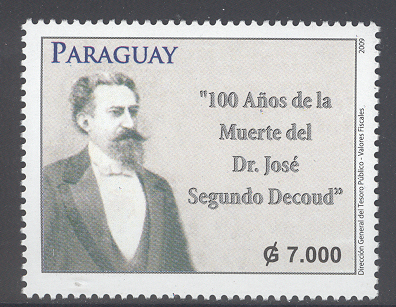 PARAGUAY
"100 Años de la
Muerte del
Dr. José
Segundo Decoud"
₲ 7.000
2009
Dirección General del Tesoro Público - Valores Fiscales